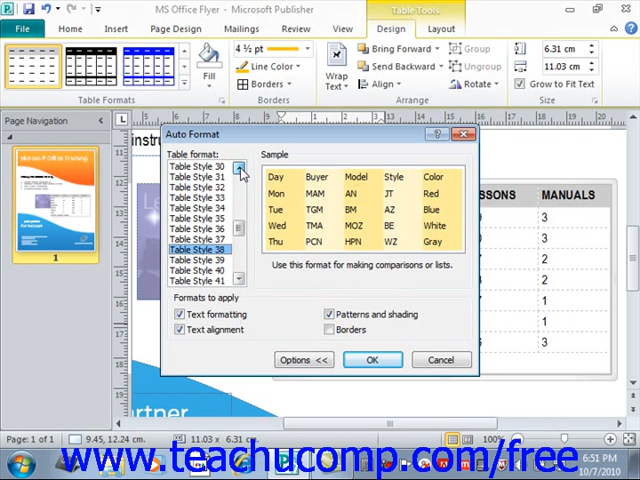 MS Office Flyer - Microsoft Publisher
Table Tools
File Home Insert Page Design Mailings Review View Design Layout
Fill
4 ½ pt
Line Color
Borders
Table Formats
Borders
Wrap
Text
Bring Forward
Send Backward
Align
Group
Ungroup
Rotate
Arrange
6.31 cm
11.03 cm
Grow to Fit Text
Size
Page Navigation
1
Auto Format
Table format:
Table Style 30
Table Style 31
Table Style 32
Table Style 33
Table Style 34
Table Style 35
Table Style 36
Table Style 37
Table Style 38
Table Style 39
Table Style 40
Table Style 41
Sample
Day Buyer Model Style Color
Mon MAM AN JT Red
Tue TGM BM AZ Blue
Wed TMA MOZ BE White
Thu PCN HPN WZ Gray
Use this format for making comparisons or lists.
Formats to apply
Text formatting
Text alignment
Patterns and shading
Borders
Options <<
OK
Cancel
SSONS MANUALS
3
3
2
1
1
3
Page: 1 of 1
9.45, 12.24 cm.
11.03 x 6.31 cm.
100%
www.teachucomp.com/free
6:51 PM
10/7/2010